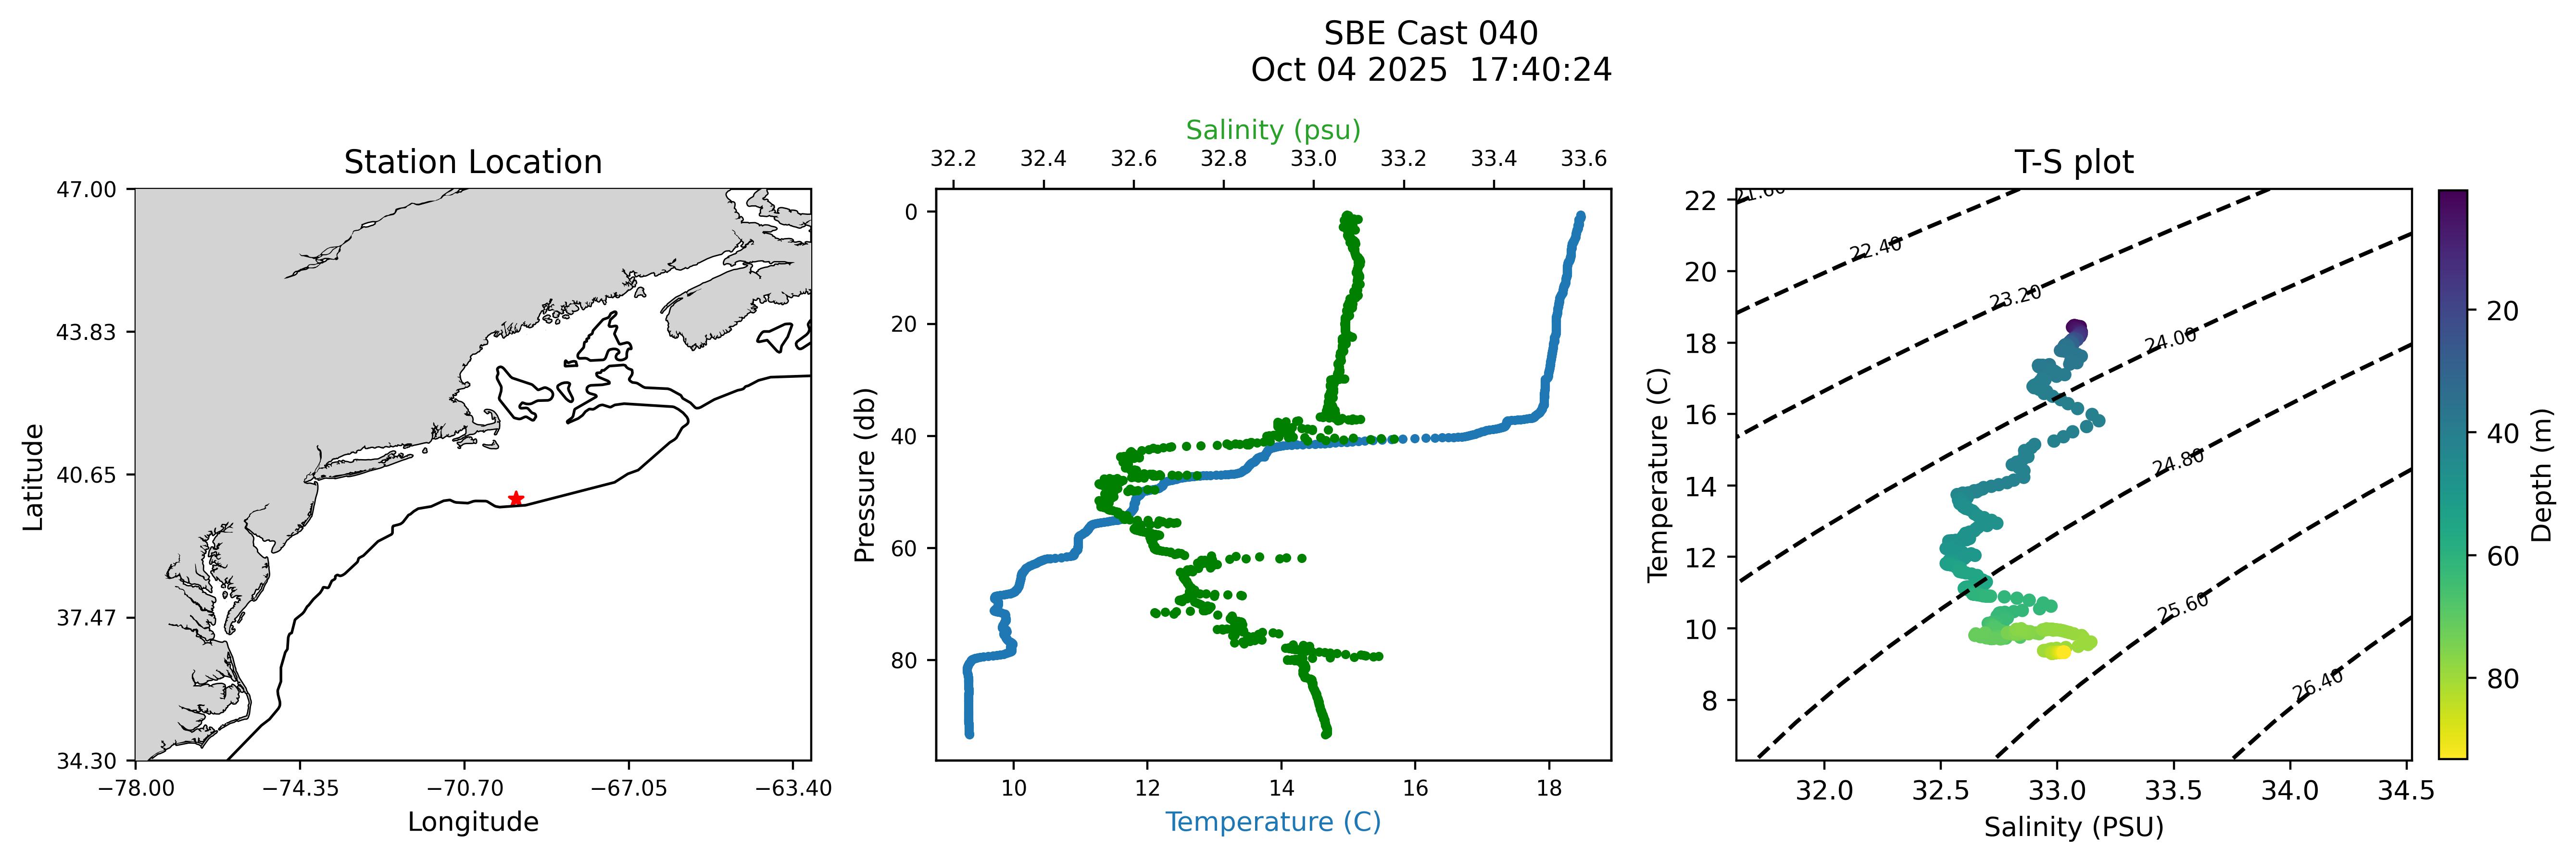 SBE Cast 040
Oct 04 2025  17:40:24
Station Location
47.00
43.83
40.65
37.47
34.30
Latitude
−78.00 −74.35 −70.70 −67.05 −63.40
Longitude
Salinity (psu)
32.2 32.4 32.6 32.8 33.0 33.2 33.4 33.6
0
20
40
60
80
Pressure (db)
10 12 14 16 18
Temperature (C)
T-S plot
22
20
18
16
14
12
10
8
Temperature (C)
21.60
22.40
23.20
24.00
24.80
25.60
26.40
32.0 32.5 33.0 33.5 34.0 34.5
Salinity (PSU)
20
40
60
80
Depth (m)